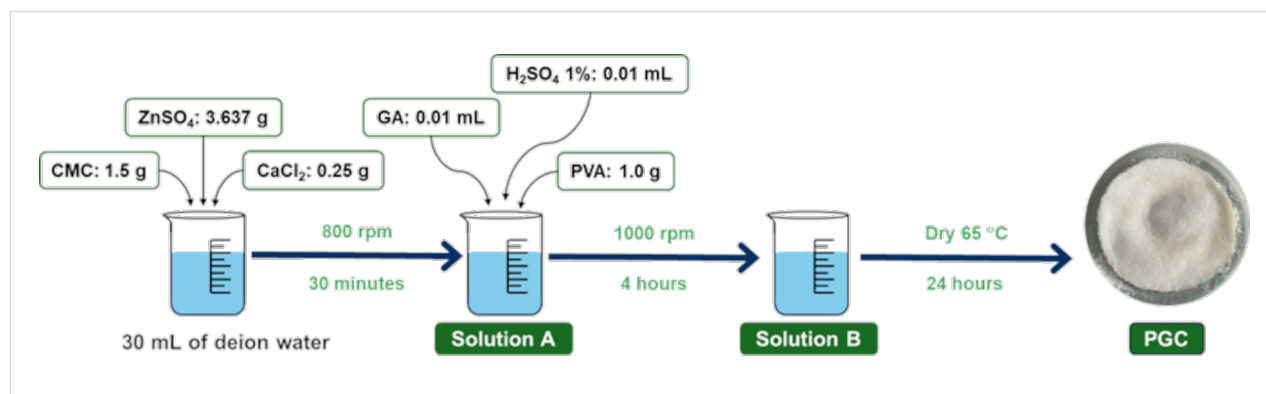 H₂SO₄ 1%: 0.01 mL
ZnSO₄: 3.637 g
GA: 0.01 mL
CMC: 1.5 g
CaCl₂: 0.25 g
PVA: 1.0 g
800 rpm
30 minutes
1000 rpm
4 hours
Dry 65 °C
24 hours
30 mL of deion water
Solution A
Solution B
PGC